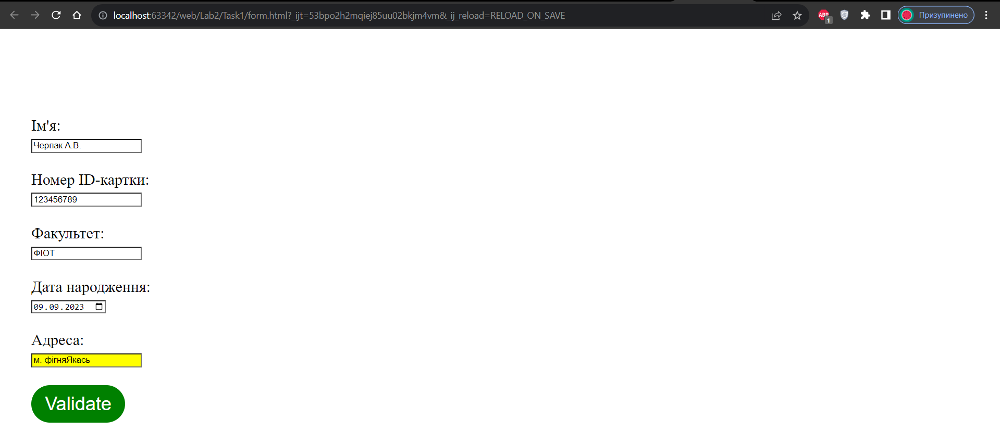 localhost:63342/web/Lab2/Task1/form.html?_ijt=53bpo2h2mqiej85uu02bkjm4vm&_ij_reload=RELOAD_ON_SAVE
ABP
1
Призупинено
Ім'я:
Черпак А.В.
Номер ID-картки:
123456789
Факультет:
ФІОТ
Дата народження:
09.09.2023
Адреса:
м. фігняЯкась
Validate